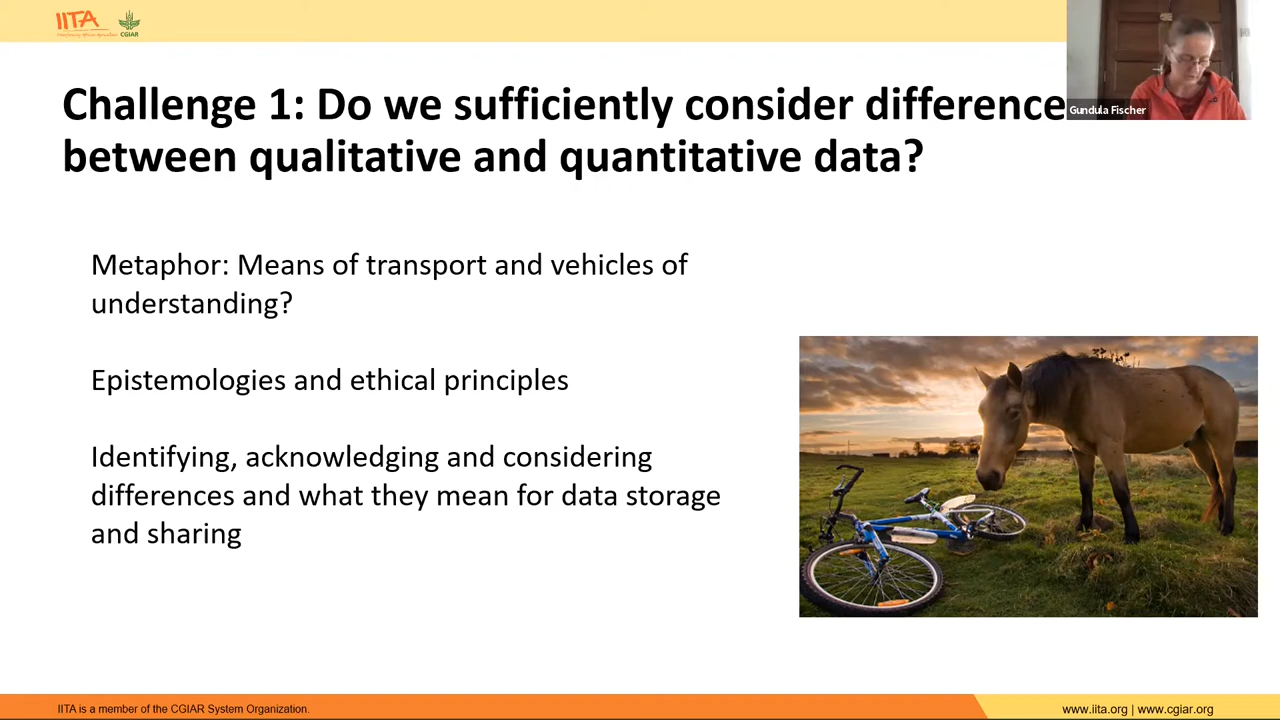 IITA
CGIAR
Gundula Fischer
Challenge 1: Do we sufficiently consider difference
between qualitative and quantitative data?
Metaphor: Means of transport and vehicles of
understanding?
Epistemologies and ethical principles
Identifying, acknowledging and considering
differences and what they mean for data storage
and sharing
IITA is a member of the CGIAR System Organization.
www.iita.org | www.cgiar.org